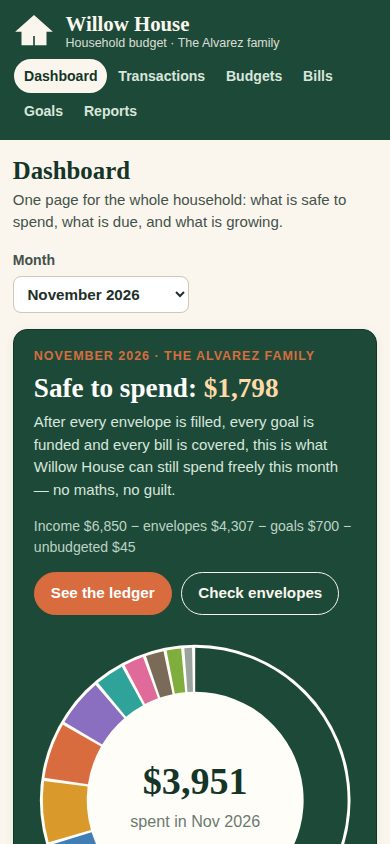 Willow House
Household budget · The Alvarez family
Dashboard Transactions Budgets Bills
Goals Reports
Dashboard
One page for the whole household: what is safe to
spend, what is due, and what is growing.
Month
November 2026
NOVEMBER 2026 · THE ALVAREZ FAMILY
Safe to spend: $1,798
After every envelope is filled, every goal is
funded and every bill is covered, this is what
Willow House can still spend freely this month
— no maths, no guilt.
Income $6,850 − envelopes $4,307 − goals $700 −
unbudgeted $45
See the ledger Check envelopes
$3,951
spent in Nov 2026